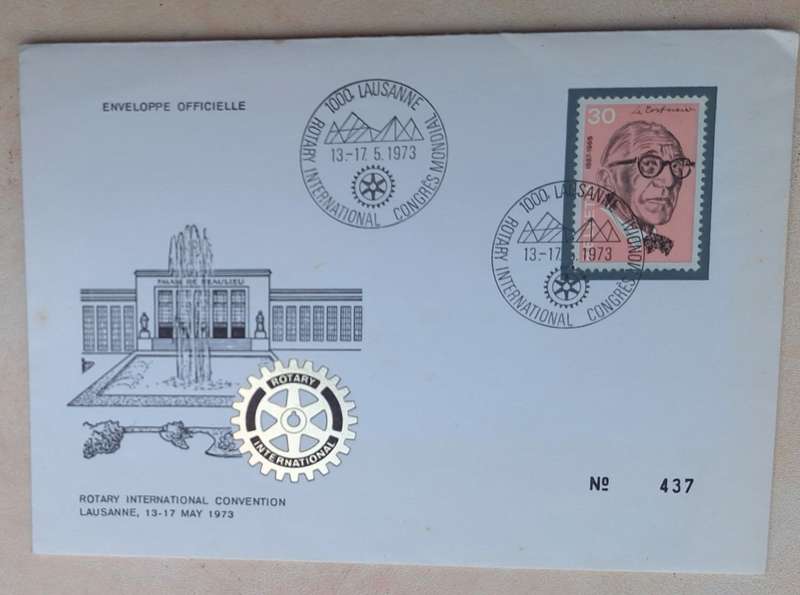 ENVELOPPE OFFICIELLE
1000 LAUSANNE
13.-17.5.1973
ROTARY INTERNATIONAL CONGRÈS MONDIAL
30
Le Corbusier
1887-1965
1000 LAUSANNE
13.-17.5.1973
ROTARY INTERNATIONAL CONGRÈS MONDIAL
PALAIS DE BEAULIEU
ROTARY
INTERNATIONAL
ROTARY INTERNATIONAL CONVENTION
LAUSANNE, 13-17 MAY 1973
Nº 437